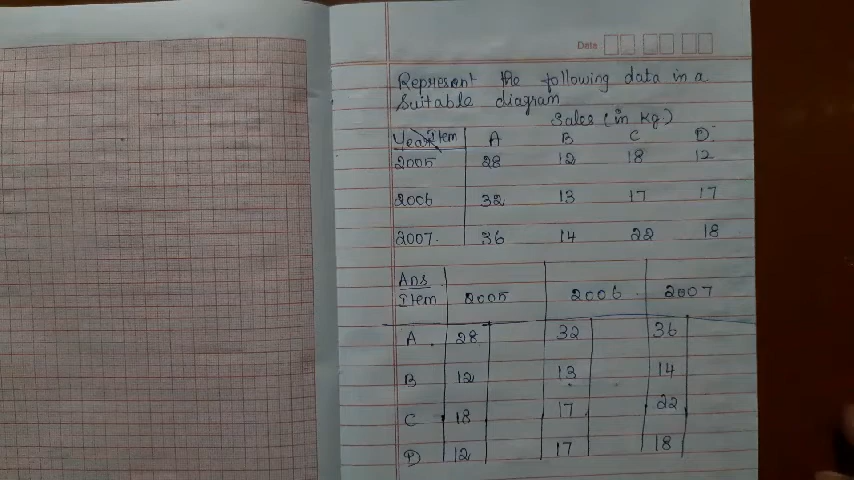 Date
Represent the following data in a
Suitable diagram
Sales (in kg.)
Year Item A B C D
2005 28 12 18 12
2006 32 13 17 17
2007. 36 14 22 18
Ans
Item 2005 2006 2007
A 28 32 36
B 12 13 14
C 18 17 22
D 12 17 18